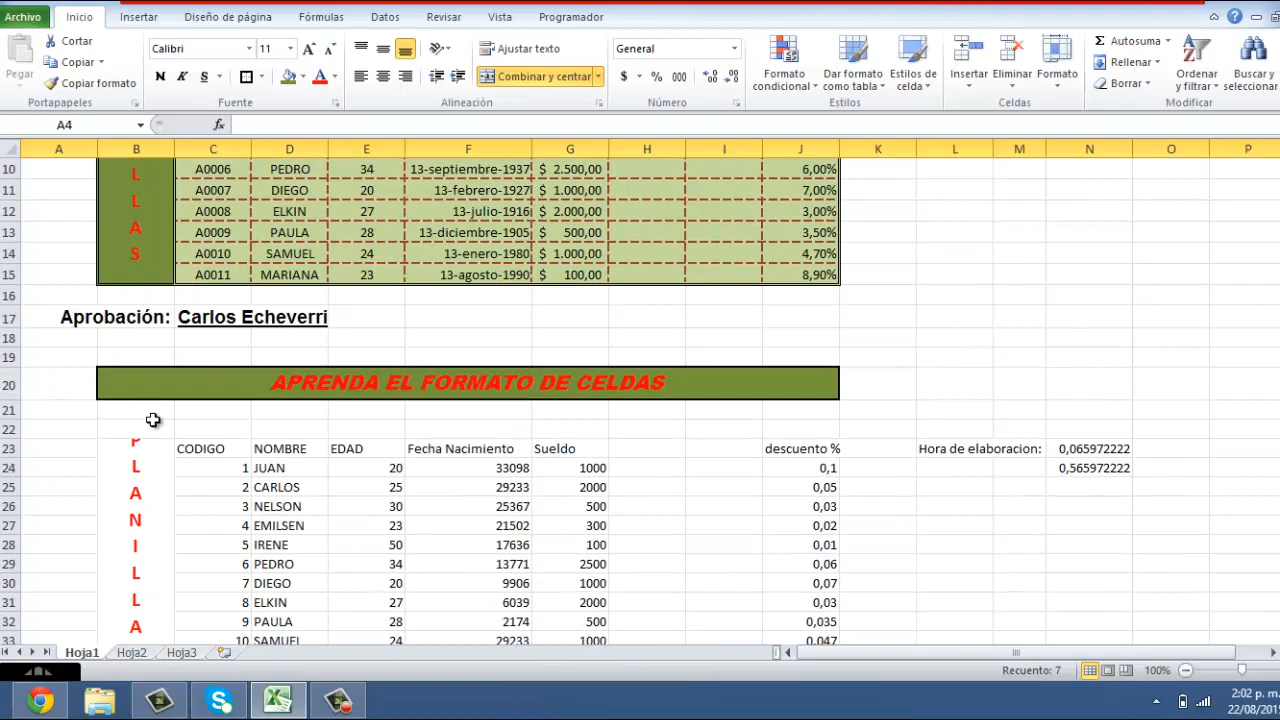 Archivo Inicio Insertar Diseño de página Fórmulas Datos Revisar Vista Programador
Pegar
Cortar
Copiar
Copiar formato
Portapapeles
Calibri 11
N K S
Fuente
Ajustar texto
Combinar y centrar
Alineación
General
$ % 000
Número
Formato condicional
Dar formato como tabla
Estilos de celda
Estilos
Insertar
Eliminar
Formato
Celdas
Autosuma
Rellenar
Borrar
Ordenar y filtrar
Buscar y seleccionar
Modificar
A4 fx
A B C D E F G H I J K L M N O P
10 L A0006 PEDRO 34 13-septiembre-1937 $ 2.500,00 6,00%
11 L A0007 DIEGO 20 13-febrero-1927 $ 1.000,00 7,00%
12 A A0008 ELKIN 27 13-julio-1916 $ 2.000,00 3,00%
13 S A0009 PAULA 28 13-diciembre-1905 $ 500,00 3,50%
14 A0010 SAMUEL 24 13-enero-1980 $ 1.000,00 4,70%
15 A0011 MARIANA 23 13-agosto-1990 $ 100,00 8,90%
16
17 Aprobación: Carlos Echeverri
18
19
20 APRENDA EL FORMATO DE CELDAS
21
22
23 P CODIGO NOMBRE EDAD Fecha Nacimiento Sueldo descuento % Hora de elaboracion: 0,065972222
24 L 1 JUAN 20 33098 1000 0,1 0,565972222
25 A 2 CARLOS 25 29233 2000 0,05
26 N 3 NELSON 30 25367 500 0,03
27 I 4 EMILSEN 23 21502 300 0,02
28 5 IRENE 50 17636 100 0,01
29 L 6 PEDRO 34 13771 2500 0,06
30 L 7 DIEGO 20 9906 1000 0,07
31 A 8 ELKIN 27 6039 2000 0,03
32 9 PAULA 28 2174 500 0,035
33 10 SAMUEL 24 29233 1000 0,047
Hoja1 Hoja2 Hoja3
Recuento: 7 100%
2:02 p. m.
22/08/201